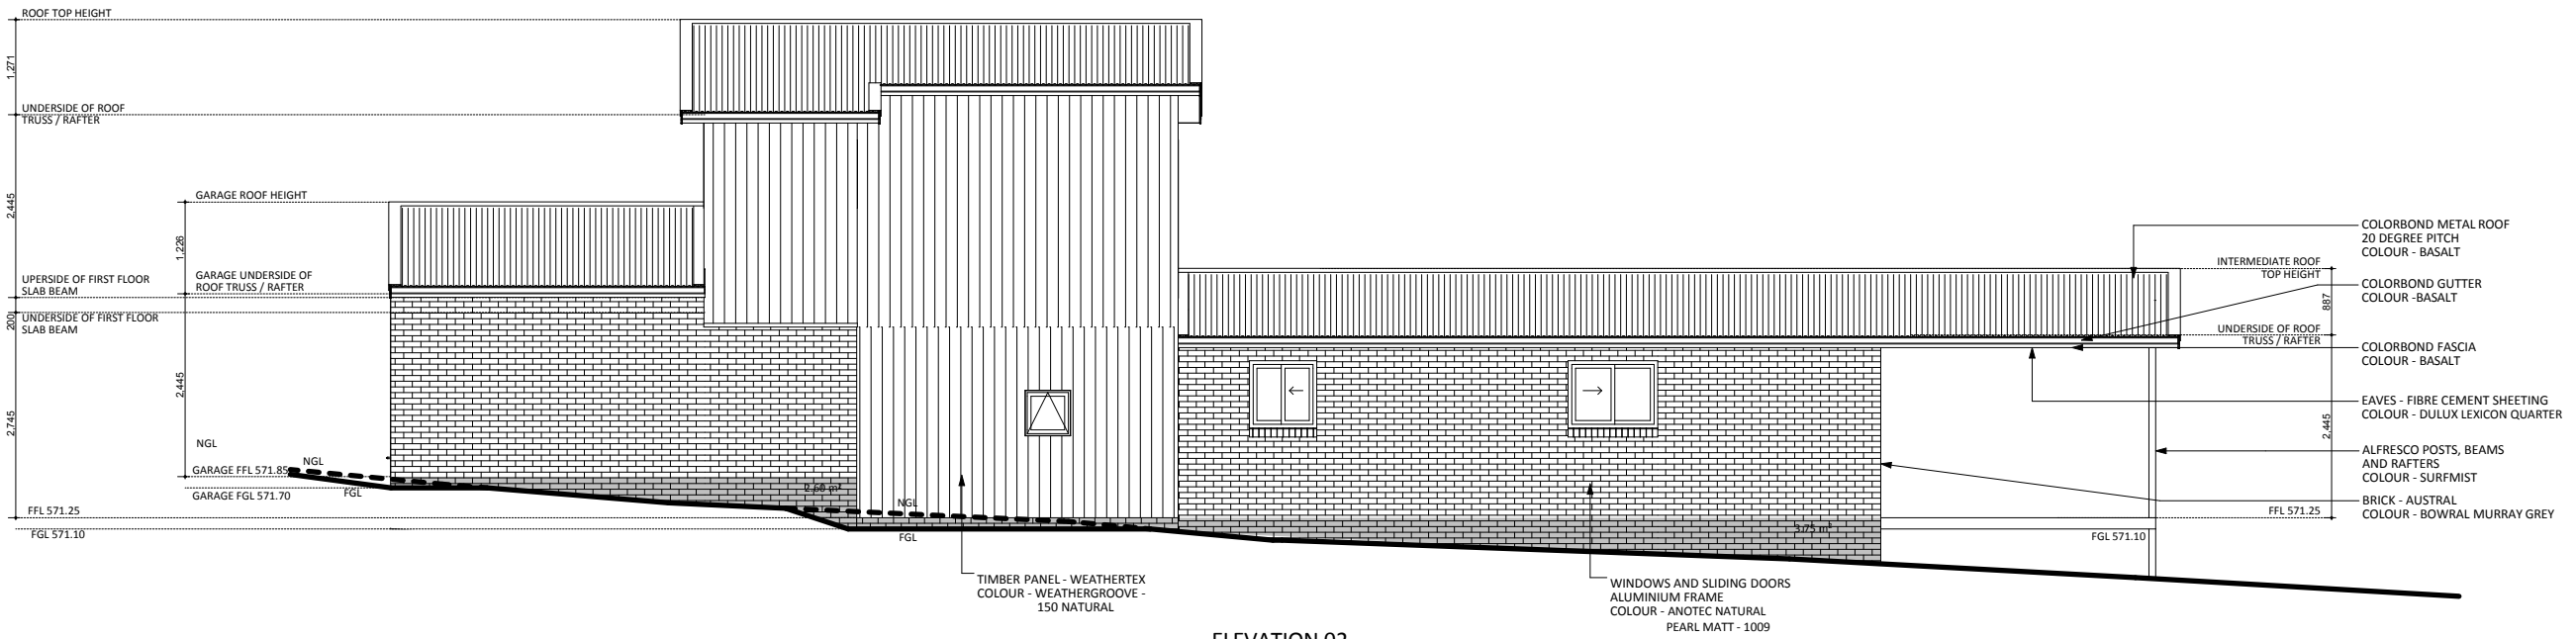 ROOF TOP HEIGHT
1,271
UNDERSIDE OF ROOF
TRUSS / RAFTER
2,445
GARAGE ROOF HEIGHT
1,226
UPERSIDE OF FIRST FLOOR
SLAB BEAM
GARAGE UNDERSIDE OF
ROOF TRUSS / RAFTER
200
UNDERSIDE OF FIRST FLOOR
SLAB BEAM
2,445
2,745
NGL
NGL
GARAGE FFL 571.85
FGL
GARAGE FGL 571.70
FFL 571.25
FGL 571.10
2.60 m²
NGL
FGL
3.75 m²
TIMBER PANEL - WEATHERTEX
COLOUR - WEATHERGROOVE -
150 NATURAL
WINDOWS AND SLIDING DOORS
ALUMINIUM FRAME
COLOUR - ANOTEC NATURAL
PEARL MATT - 1009
INTERMEDIATE ROOF
TOP HEIGHT
887
UNDERSIDE OF ROOF
TRUSS / RAFTER
2,445
FFL 571.25
FGL 571.10
COLORBOND METAL ROOF
20 DEGREE PITCH
COLOUR - BASALT
COLORBOND GUTTER
COLOUR -BASALT
COLORBOND FASCIA
COLOUR - BASALT
EAVES - FIBRE CEMENT SHEETING
COLOUR - DULUX LEXICON QUARTER
ALFRESCO POSTS, BEAMS
AND RAFTERS
COLOUR - SURFMIST
BRICK - AUSTRAL
COLOUR - BOWRAL MURRAY GREY
ELEVATION